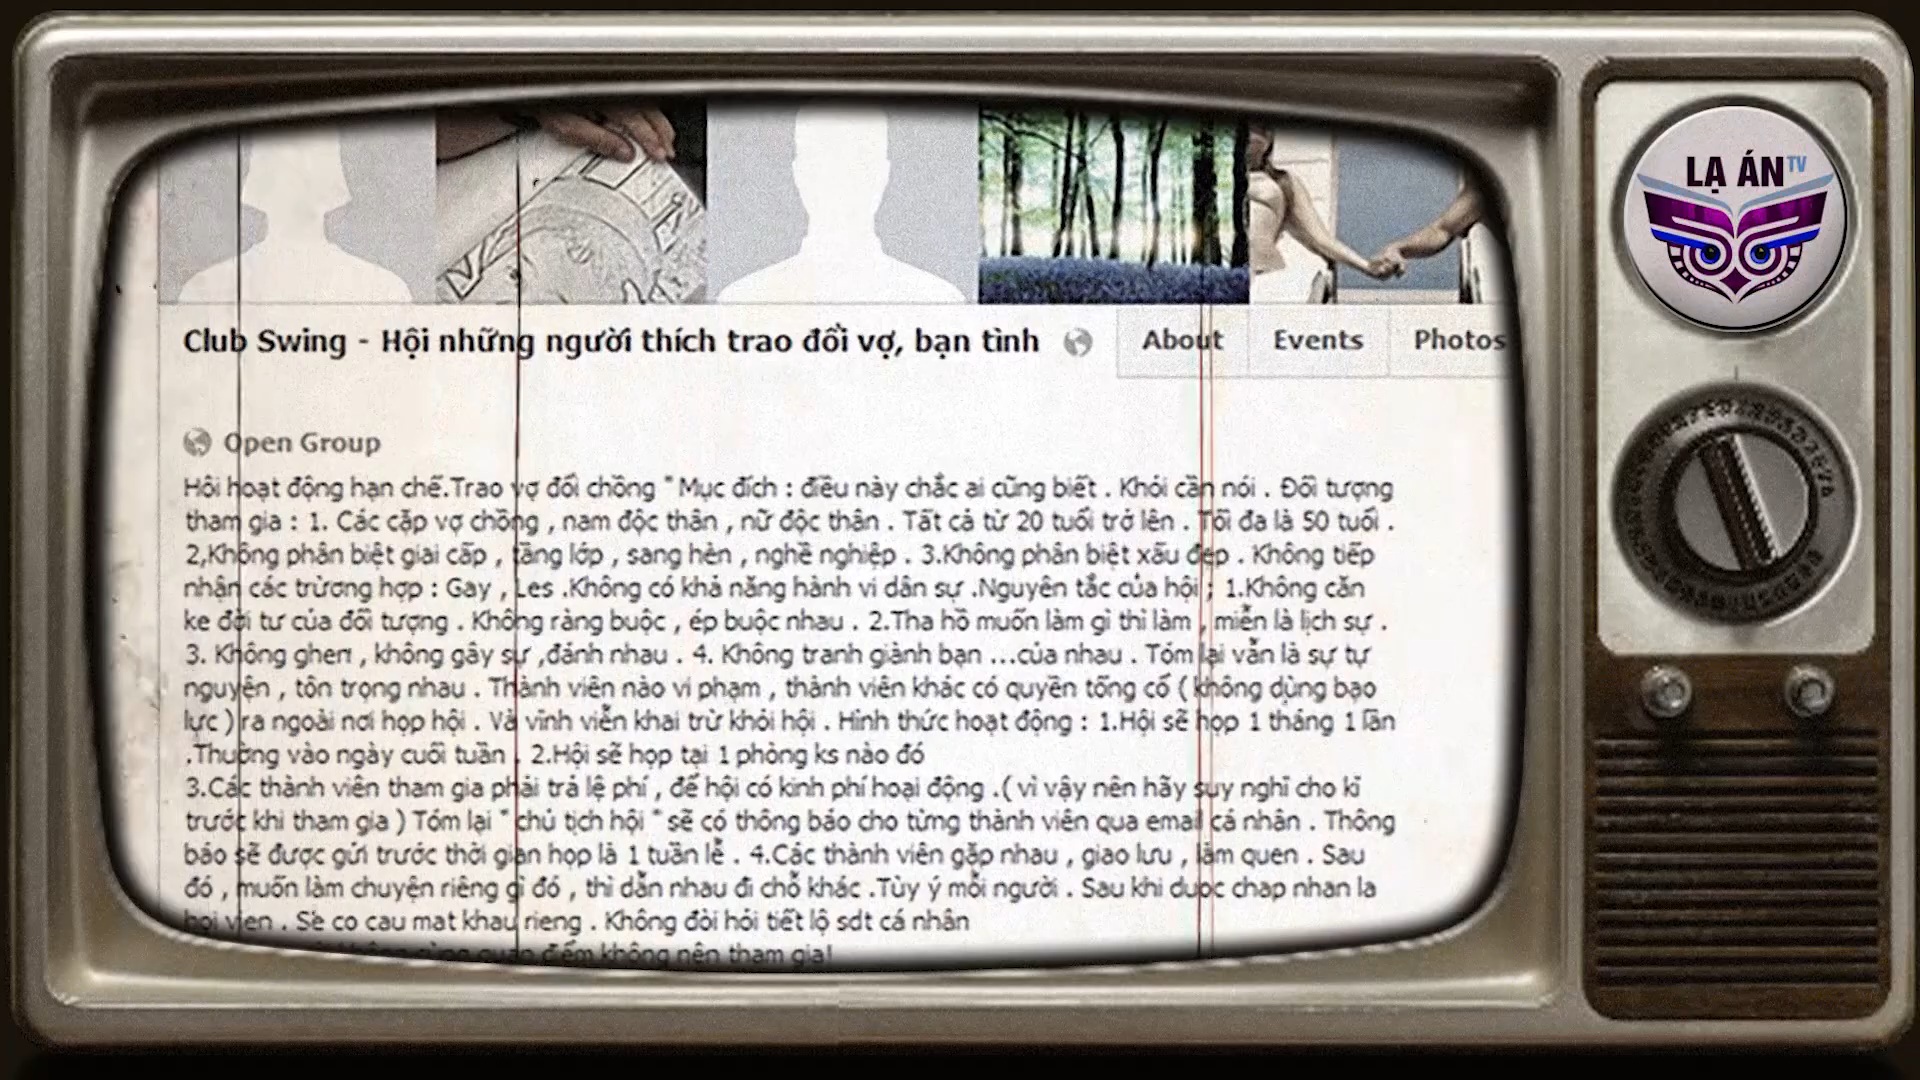 LẠ ÁN TV
Club Swing - Hội những người thích trao đổi vợ, bạn tình
About Events Photos
Open Group
Hôi hoạt động hạn chế.Trao vợ đổi chồng " Mục đích : điều này chắc ai cũng biết . Khỏi cần nói . Đối tượng
tham gia : 1. Các cặp vợ chồng , nam độc thân , nữ độc thân . Tất cả từ 20 tuổi trở lên . Tối đa là 50 tuổi .
2,Không phân biệt giai cấp , tầng lớp , sang hèn , nghề nghiệp . 3.Không phân biệt xấu đẹp . Không tiếp
nhận các trừơng hợp : Gay , Les .Không có khả năng hành vi dân sự .Nguyên tắc của hội ; 1.Không căn
ke đời tư của đối tượng . Không ràng buộc , ép buộc nhau . 2.Tha hồ muốn làm gì thì làm , miễn là lịch sự .
3. Không ghen , không gây sự ,đánh nhau . 4. Không tranh giành bạn ...của nhau . Tóm lại vẫn là sự tự
nguyện , tôn trọng nhau . Thành viên nào vi phạm , thành viên khác có quyền tống cổ ( không dùng bạo
lực ) ra ngoài nơi họp hội . Và vĩnh viễn khai trừ khỏi hội . Hình thức hoạt động : 1.Hội sẽ họp 1 tháng 1 lần
.Thường vào ngày cuối tuần . 2.Hội sẽ họp tại 1 phòng ks nào đó
3.Các thành viên tham gia phải trả lệ phí , để hội có kinh phí hoại động .( vì vậy nên hãy suy nghĩ cho kĩ
trước khi tham gia ) Tóm lại " chủ tịch hội " sẽ có thông báo cho từng thành viên qua email cá nhân . Thông
báo sẽ được gửi trước thời gian họp là 1 tuần lễ . 4.Các thành viên gặp nhau , giao lưu , làm quen . Sau
đó , muốn làm chuyện riêng gì đó , thì dẫn nhau đi chỗ khác .Tùy ý mỗi người . Sau khi duoc chap nhan la
hoi vien . Se co cau mat khau rieng . Không đòi hỏi tiết lộ sdt cá nhân
quan điểm không nên tham gia!